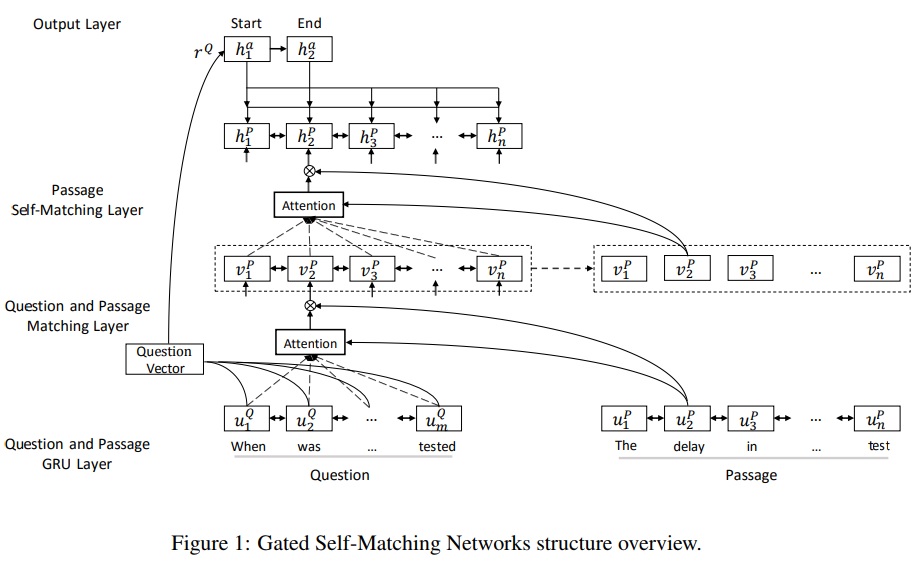 Output Layer
Start End
r^Q h_1^a h_2^a
h_1^P h_2^P h_3^P ... h_n^P
Passage
Self-Matching Layer
Attention
v_1^P v_2^P v_3^P ... v_n^P v_1^P v_2^P v_3^P ... v_n^P
Question and Passage
Matching Layer
Attention
Question
Vector
u_1^Q u_2^Q ... u_m^Q u_1^P u_2^P u_3^P ... u_n^P
Question and Passage
GRU Layer
When was ... tested The delay in ... test
Question Passage
Figure 1: Gated Self-Matching Networks structure overview.